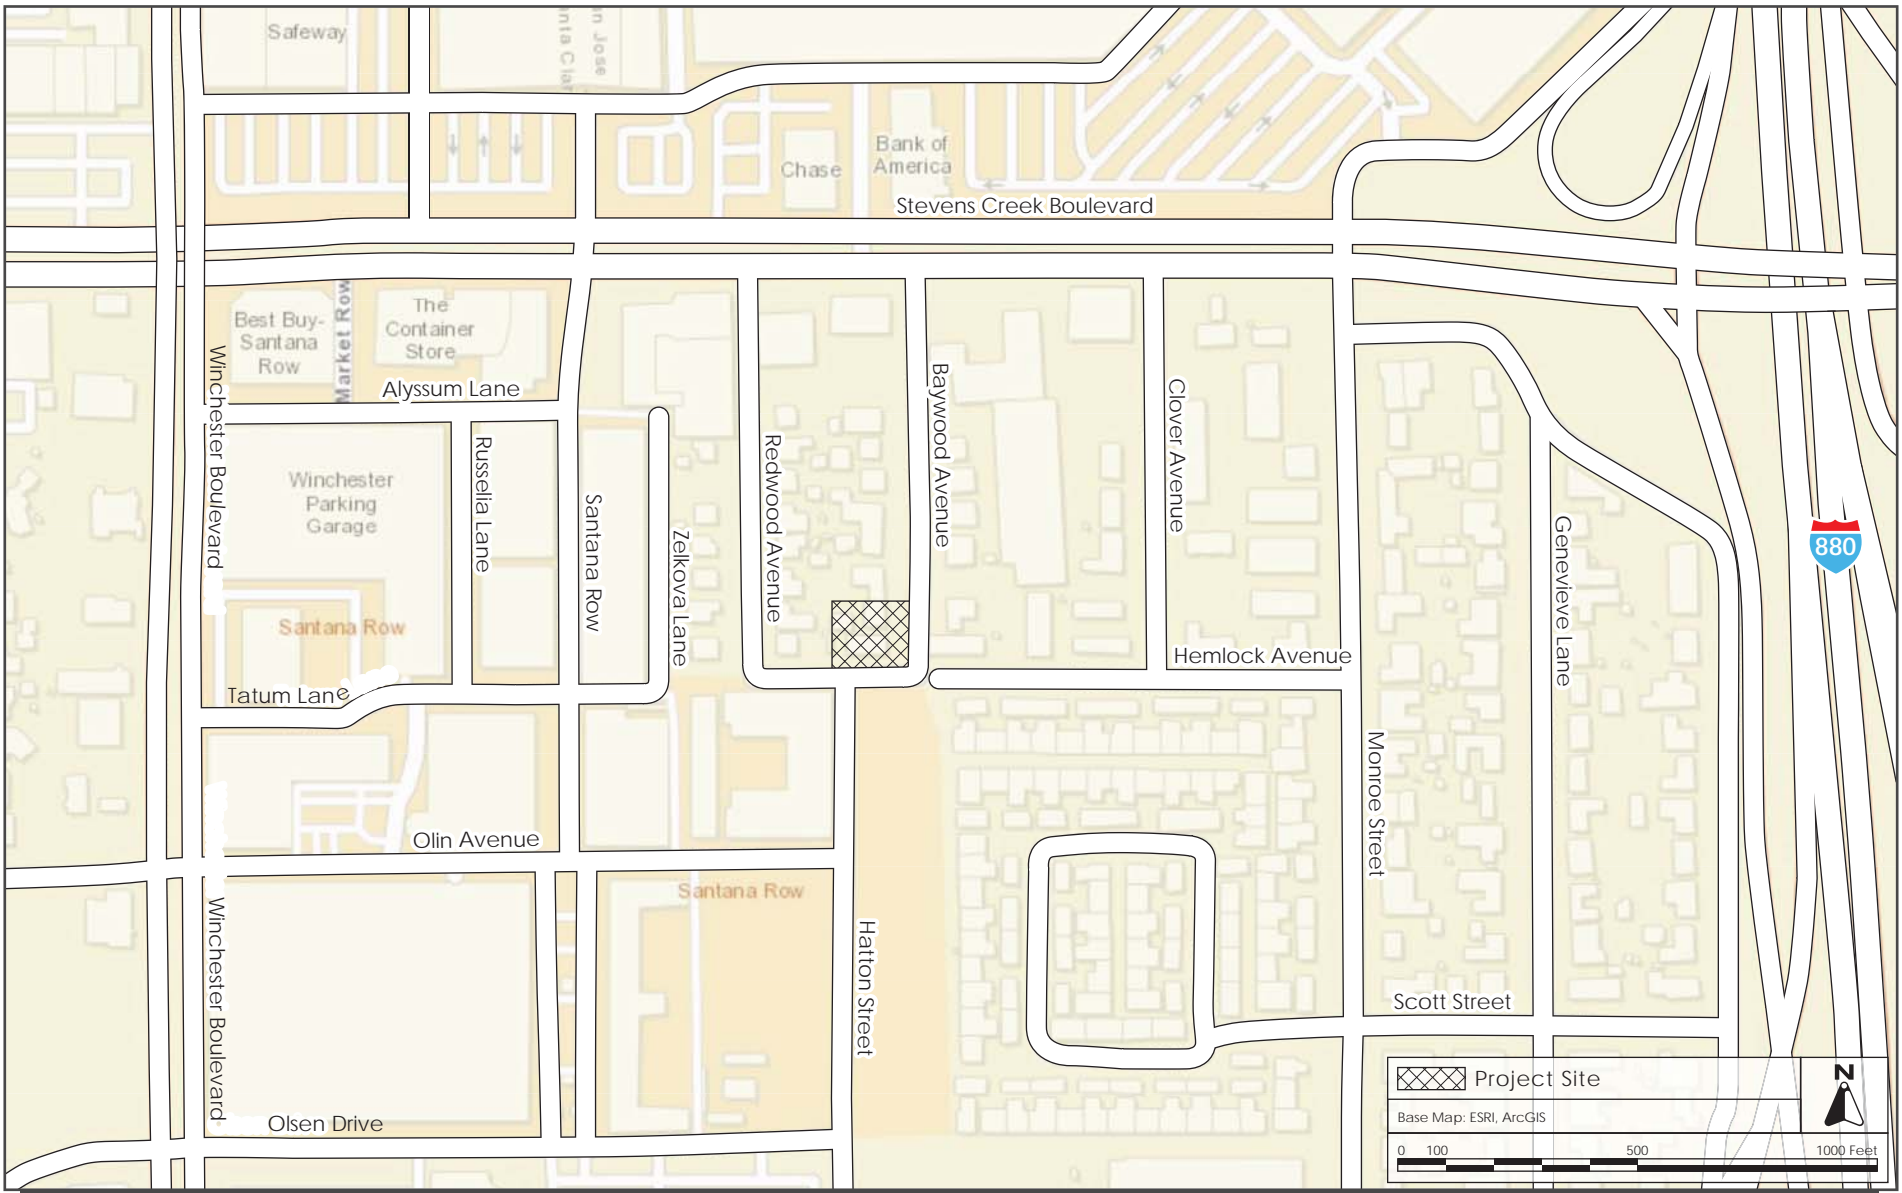 Safeway
anta Clar
n Jose
Chase
Bank of
America
Stevens Creek Boulevard
Best Buy-
Santana
Row
Market Row
The
Container
Store
Alyssum Lane
Winchester Boulevard
Winchester
Parking
Garage
Russelia Lane
Santana Row
Zelkova Lane
Redwood Avenue
Baywood Avenue
Clover Avenue
Genevieve Lane
880
Santana Row
Hemlock Avenue
Tatum Lane
Monroe Street
Olin Avenue
Santana Row
Winchester Boulevard
Hatton Street
Scott Street
Olsen Drive
Project Site
N
Base Map: ESRI, ArcGIS
0 100 500 1000 Feet